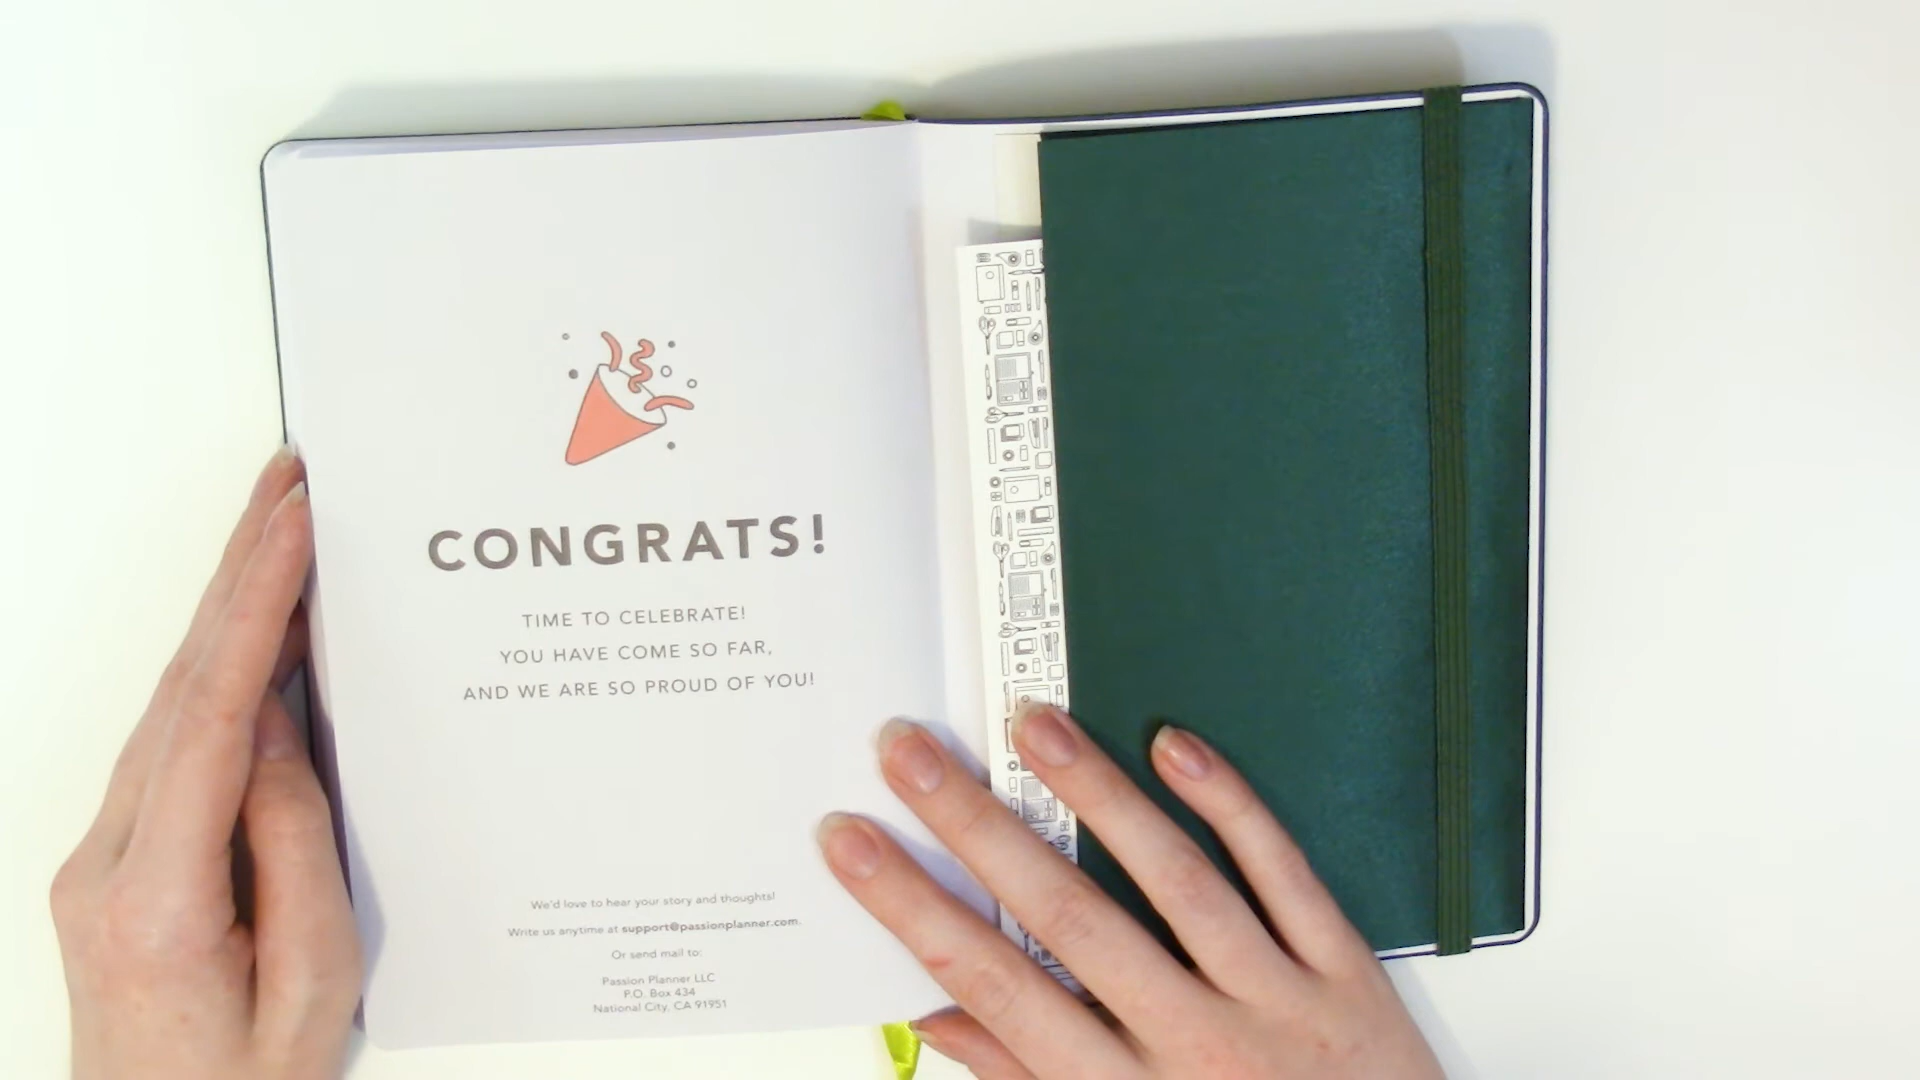 CONGRATS!
TIME TO CELEBRATE!
YOU HAVE COME SO FAR,
AND WE ARE SO PROUD OF YOU!
We'd love to hear your story and thoughts!
Write us anytime at support@passionplanner.com.
Or send mail to:
Passion Planner LLC
P.O. Box 434
National City, CA 91951